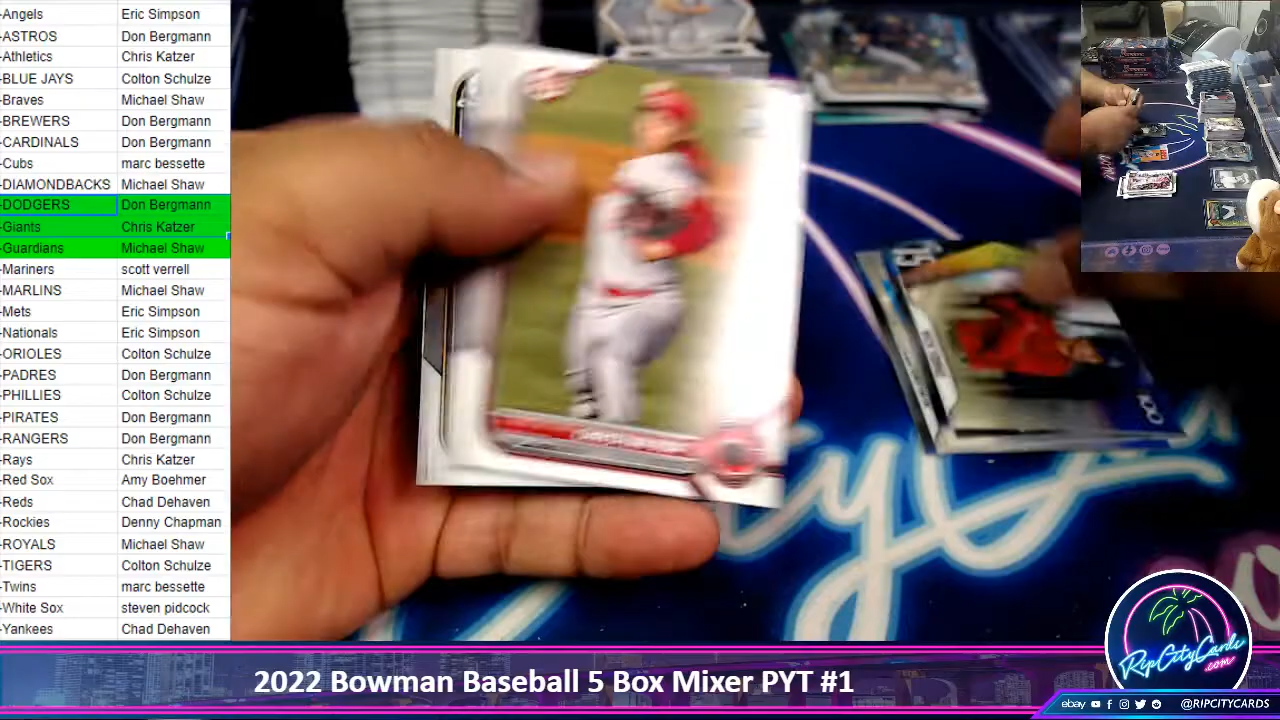 -Angels Eric Simpson
-ASTROS Don Bergmann
-Athletics Chris Katzer
-BLUE JAYS Colton Schulze
-Braves Michael Shaw
-BREWERS Don Bergmann
-CARDINALS Don Bergmann
-Cubs marc bessette
-DIAMONDBACKS Michael Shaw
-DODGERS Don Bergmann
-Giants Chris Katzer
-Guardians Michael Shaw
-Mariners scott verrell
-MARLINS Michael Shaw
-Mets Eric Simpson
-Nationals Eric Simpson
-ORIOLES Colton Schulze
-PADRES Don Bergmann
-PHILLIES Colton Schulze
-PIRATES Don Bergmann
-RANGERS Don Bergmann
-Rays Chris Katzer
-Red Sox Amy Boehmer
-Reds Chad Dehaven
-Rockies Denny Chapman
-ROYALS Michael Shaw
-TIGERS Colton Schulze
-Twins marc bessette
-White Sox steven pidcock
-Yankees Chad Dehaven
RipCityCards
.com
2022 Bowman Baseball 5 Box Mixer PYT #1
ebay @RIPCITYCARDS